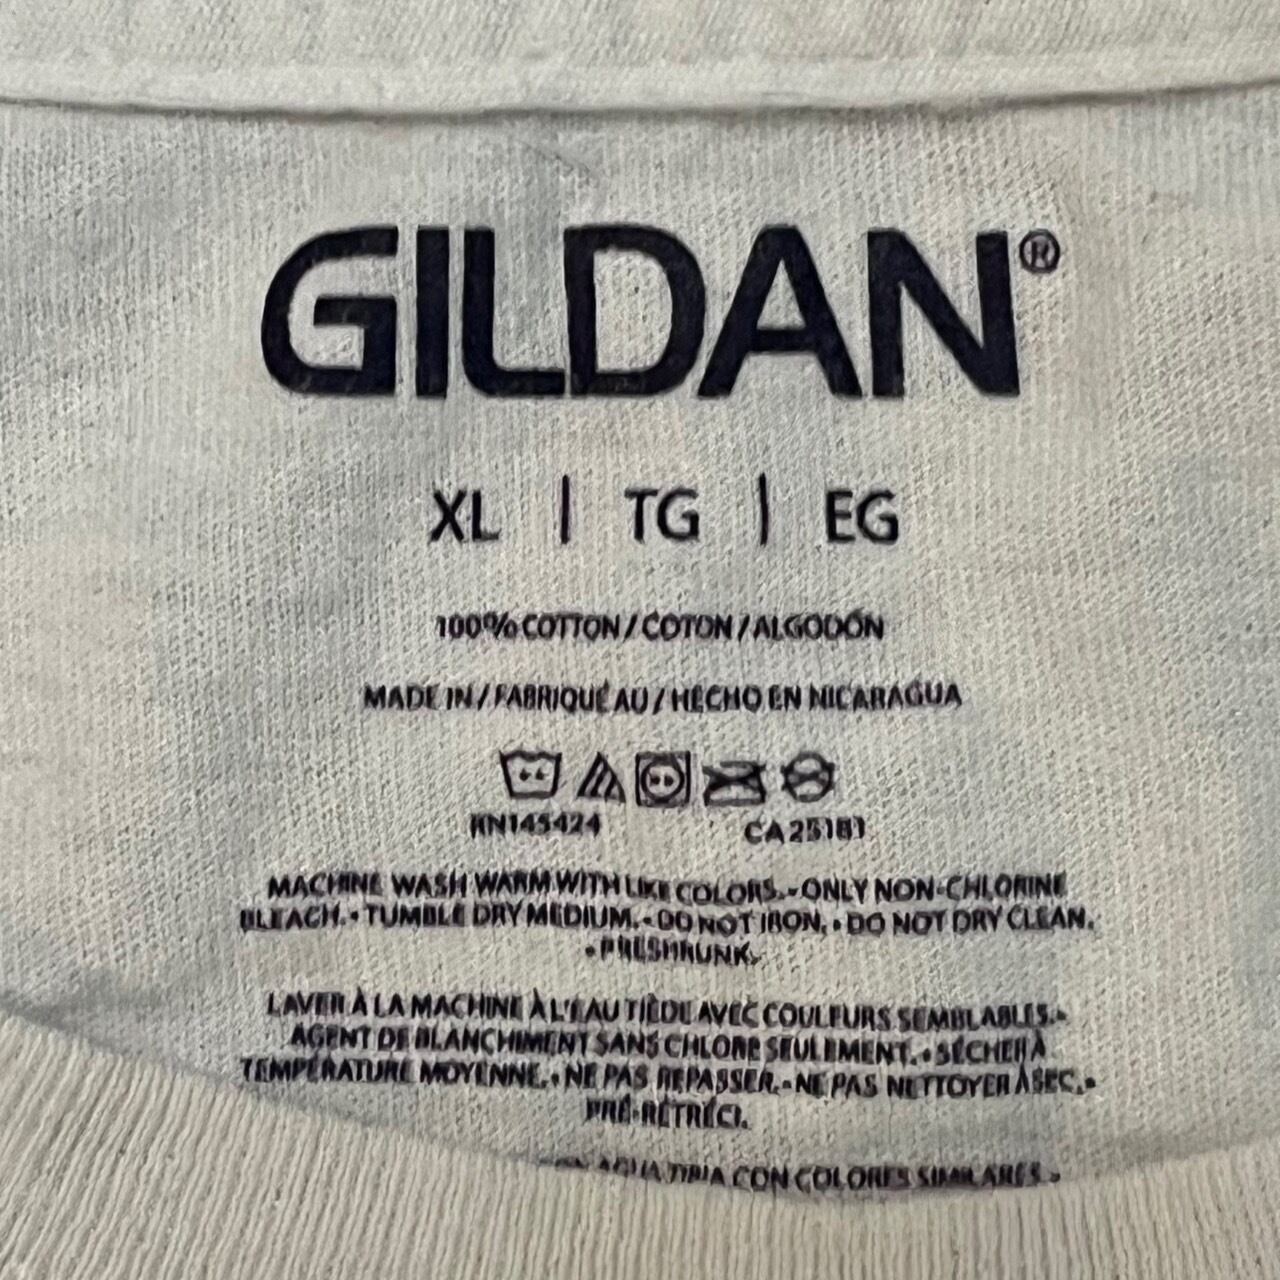 GILDAN®
XL | TG | EG
100% COTTON / COTON / ALGODÓN
MADE IN / FABRIQUÉ AU / HECHO EN NICARAGUA
RN145424 CA25181
MACHINE WASH WARM WITH LIKE COLORS. • ONLY NON-CHLORINE
BLEACH. • TUMBLE DRY MEDIUM. • DO NOT IRON. • DO NOT DRY CLEAN.
• PRESHRUNK.
LAVER À LA MACHINE À L'EAU TIÈDE AVEC COULEURS SEMBLABLES. •
AGENT DE BLANCHIMENT SANS CHLORE SEULEMENT. • SÉCHER À
TEMPÉRATURE MOYENNE. • NE PAS REPASSER. • NE PAS NETTOYER À SEC. •
PRÉ-RÉTRÉCI.
AGUA TIBIA CON COLORES SIMILARES. •